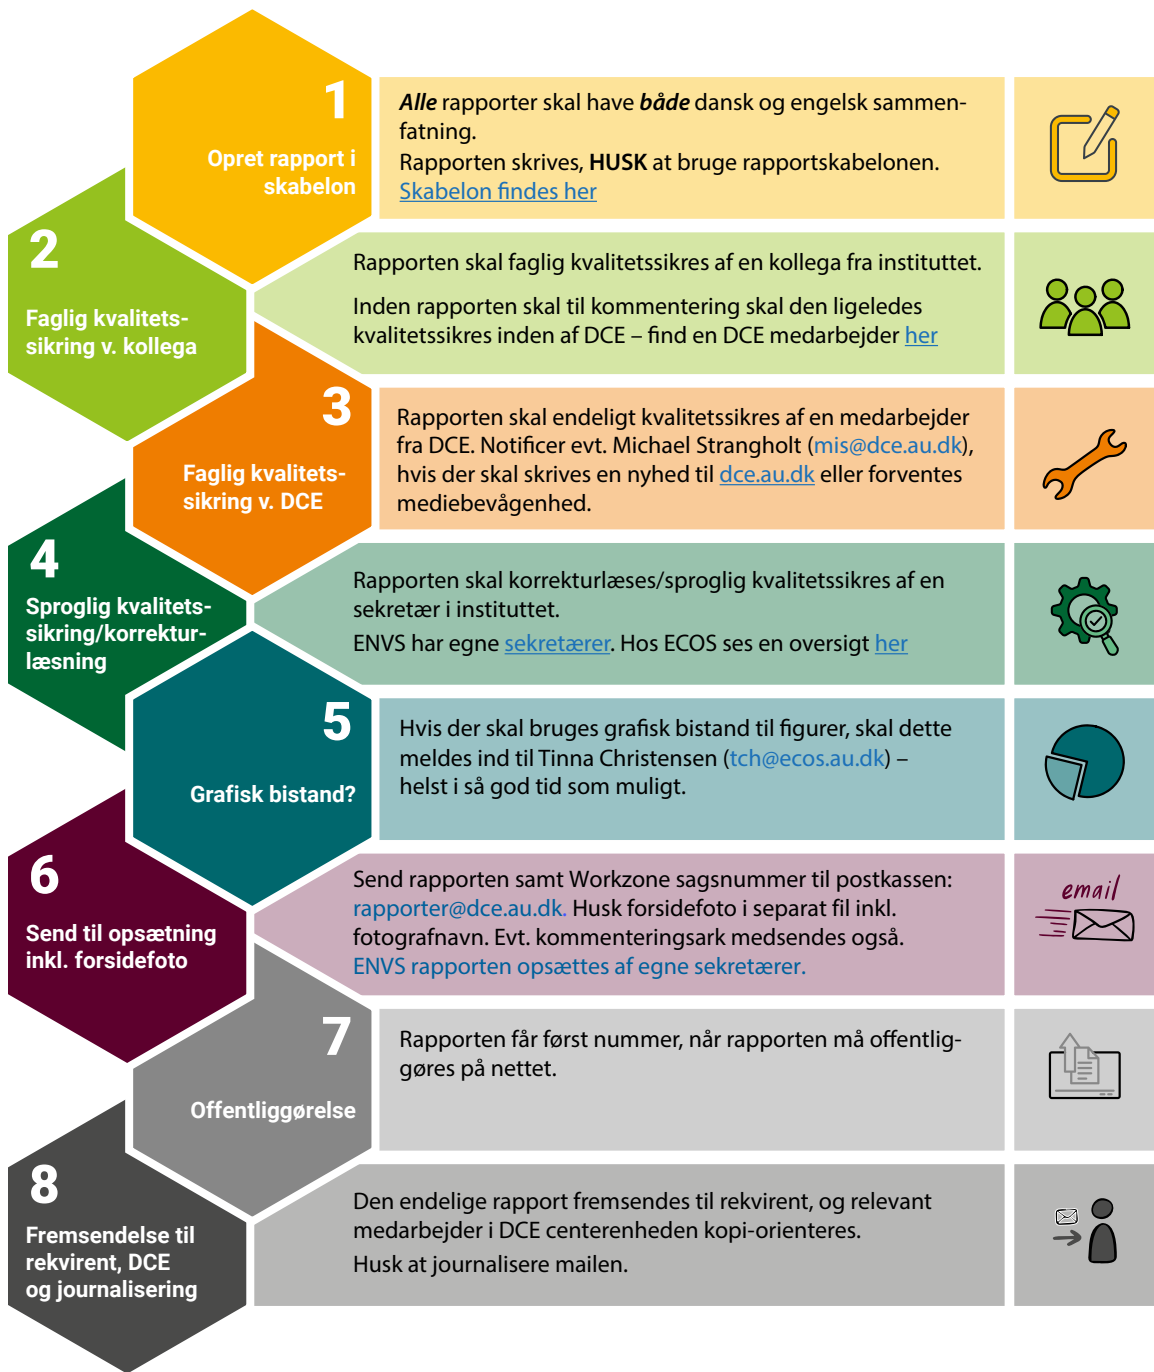 1
Opret rapport i
skabelon
Alle rapporter skal have både dansk og engelsk sammen-
fatning.
Rapporten skrives, HUSK at bruge rapportskabelonen.
Skabelon findes her
2
Faglig kvalitets-
sikring v. kollega
Rapporten skal faglig kvalitetssikres af en kollega fra instituttet.
Inden rapporten skal til kommentering skal den ligeledes
kvalitetssikres inden af DCE – find en DCE medarbejder her
3
Faglig kvalitets-
sikring v. DCE
Rapporten skal endeligt kvalitetssikres af en medarbejder
fra DCE. Notificer evt. Michael Strangholt (mis@dce.au.dk),
hvis der skal skrives en nyhed til dce.au.dk eller forventes
mediebevågenhed.
4
Sproglig kvalitets-
sikring/korrektur-
læsning
Rapporten skal korrekturlæses/sproglig kvalitetssikres af en
sekretær i instituttet.
ENVS har egne sekretærer. Hos ECOS ses en oversigt her
5
Grafisk bistand?
Hvis der skal bruges grafisk bistand til figurer, skal dette
meldes ind til Tinna Christensen (tch@ecos.au.dk) –
helst i så god tid som muligt.
6
Send til opsætning
inkl. forsidefoto
Send rapporten samt Workzone sagsnummer til postkassen:
rapporter@dce.au.dk. Husk forsidefoto i separat fil inkl.
fotografnavn. Evt. kommenteringsark medsendes også.
ENVS rapporten opsættes af egne sekretærer.
email
7
Offentliggørelse
Rapporten får først nummer, når rapporten må offentlig-
gøres på nettet.
8
Fremsendelse til
rekvirent, DCE
og journalisering
Den endelige rapport fremsendes til rekvirent, og relevant
medarbejder i DCE centerenheden kopi-orienteres.
Husk at journalisere mailen.